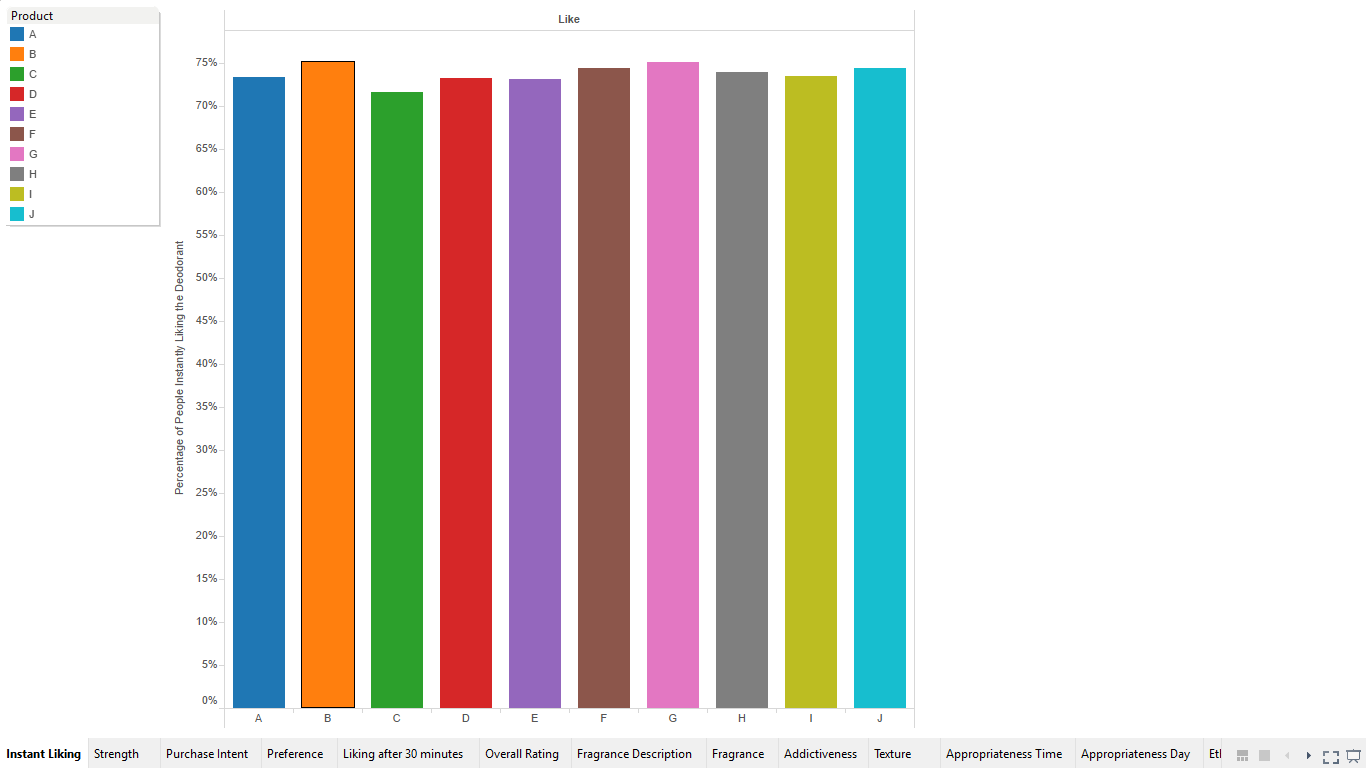 Product
A
B
C
D
E
F
G
H
I
J
Like
Percentage of People Instantly Liking the Deodorant
75%
70%
65%
60%
55%
50%
45%
40%
35%
30%
25%
20%
15%
10%
5%
0%
A B C D E F G H I J
Instant Liking Strength Purchase Intent Preference Liking after 30 minutes Overall Rating Fragrance Description Fragrance Addictiveness Texture Appropriateness Time Appropriateness Day